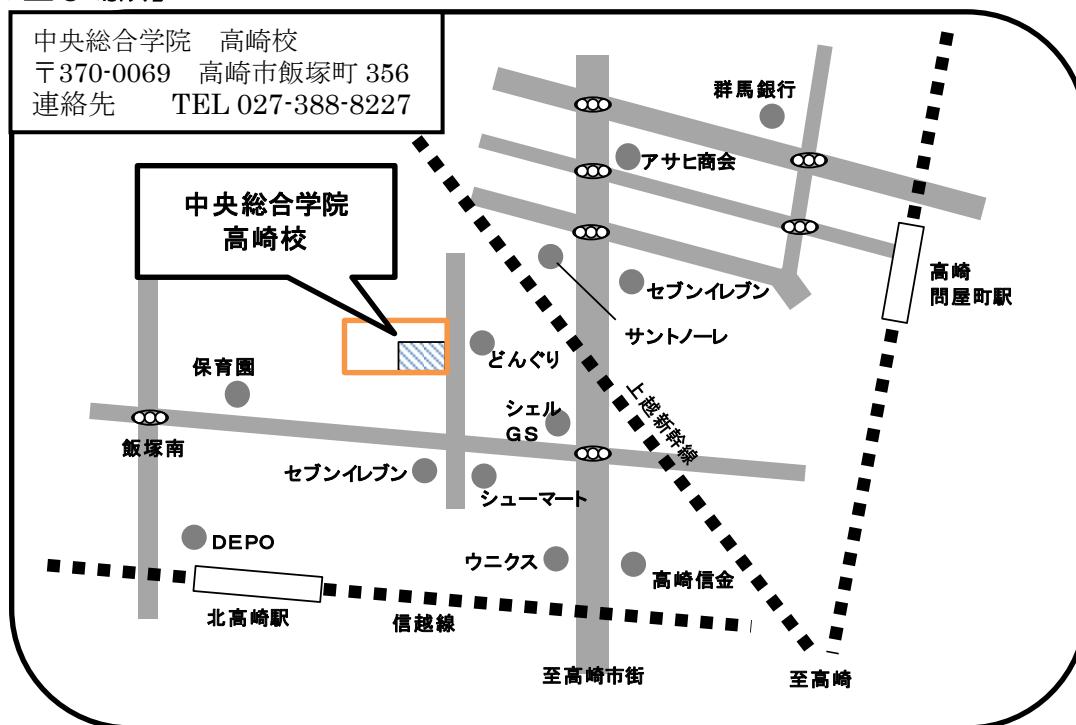 中央総合学院　高崎校
〒370-0069　高崎市飯塚町 356
連絡先　　TEL 027-388-8227
群馬銀行
アサヒ商会
中央総合学院
高崎校
高崎
問屋町駅
セブンイレブン
サントノーレ
どんぐり
保育園
上越新幹線
シェル
GS
飯塚南
セブンイレブン
シューマート
DEPO
ウニクス
高崎信金
北高崎駅
信越線
至高崎市街
至高崎